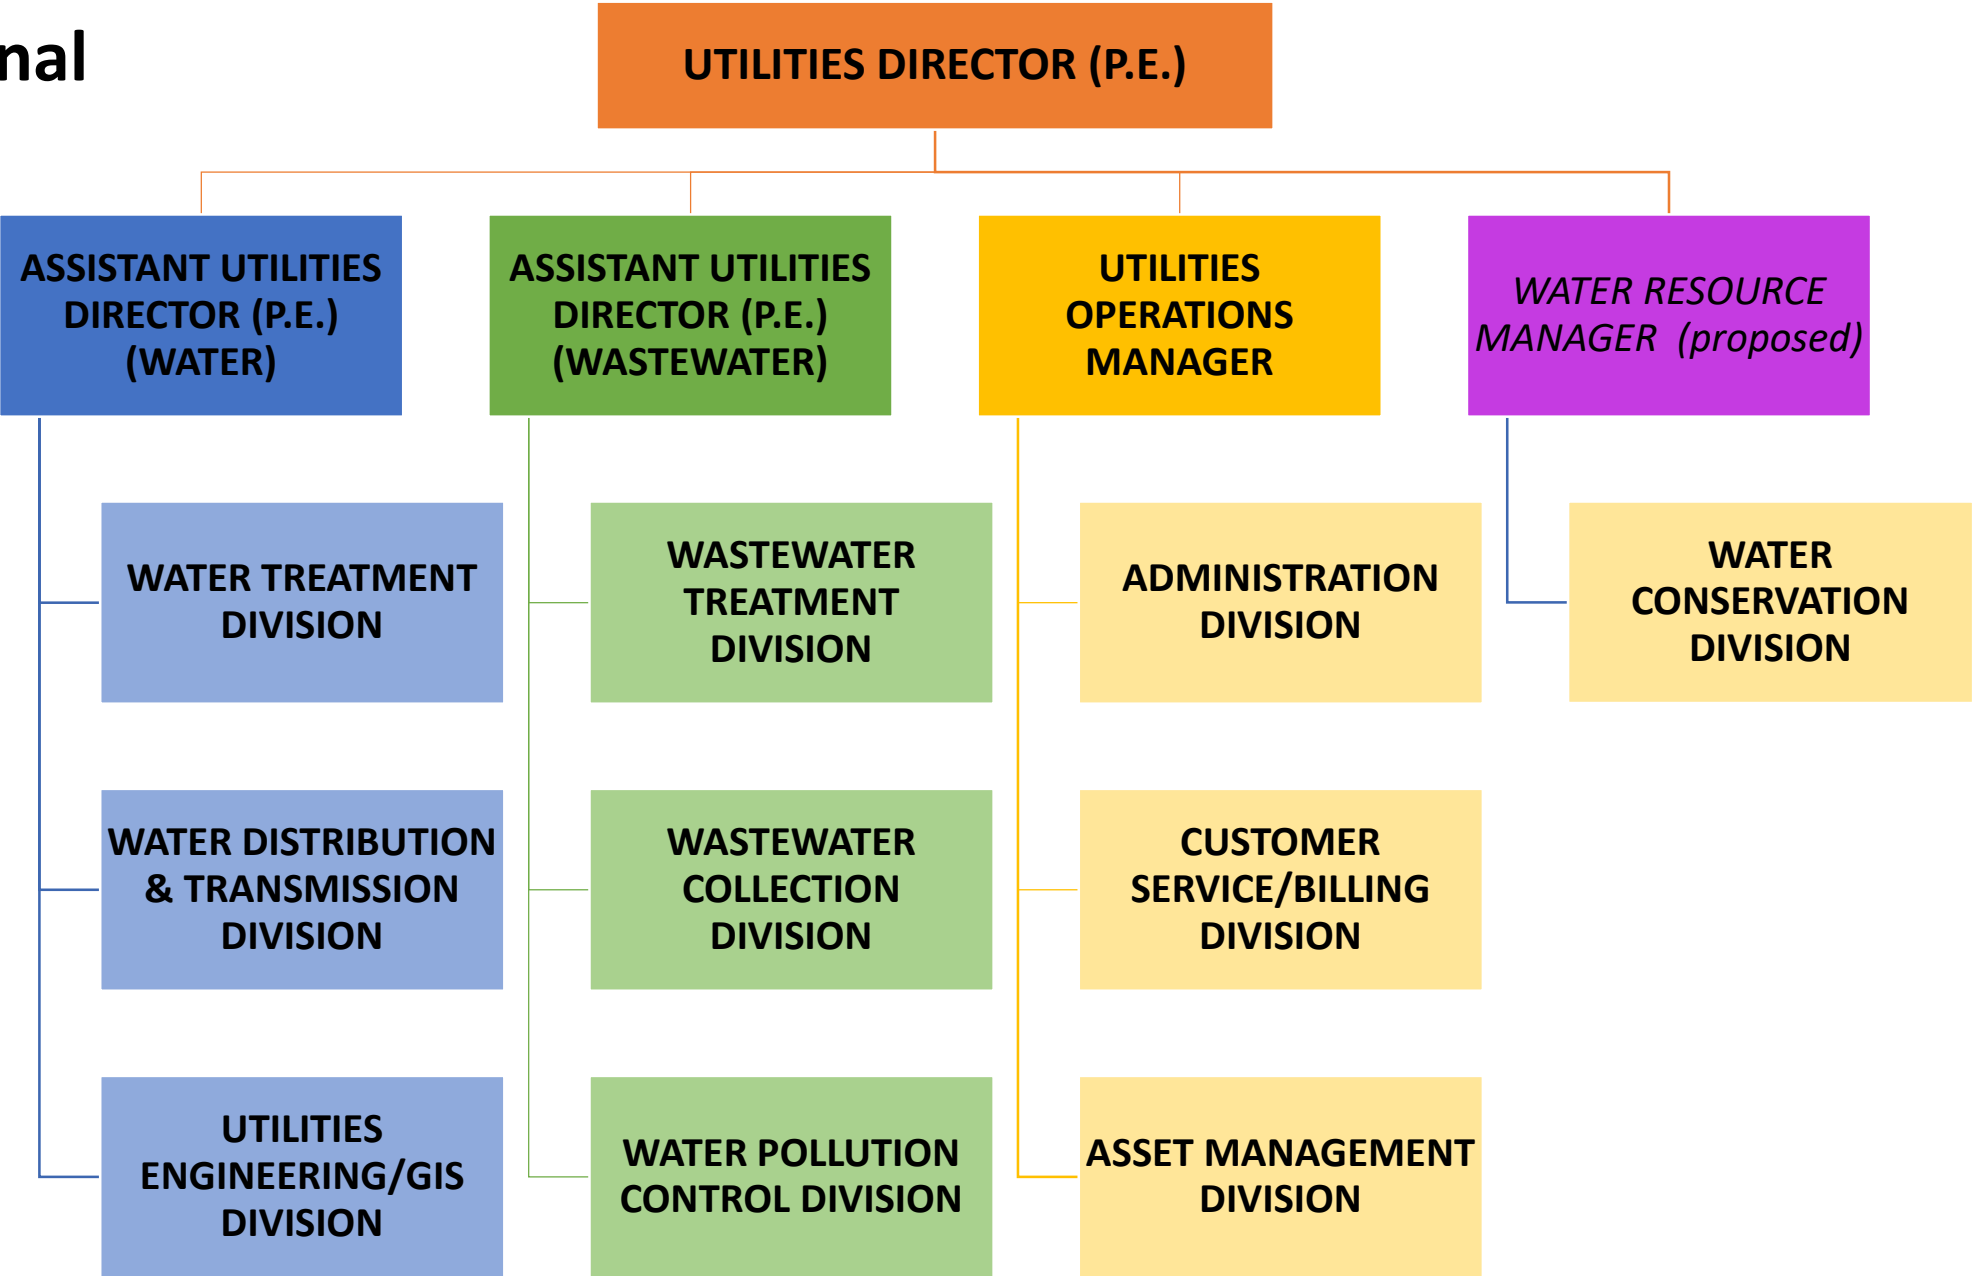 nal
UTILITIES DIRECTOR (P.E.)
ASSISTANT UTILITIES
DIRECTOR (P.E.)
(WATER)
ASSISTANT UTILITIES
DIRECTOR (P.E.)
(WASTEWATER)
UTILITIES
OPERATIONS
MANAGER
WATER RESOURCE
MANAGER (proposed)
WATER TREATMENT
DIVISION
WASTEWATER
TREATMENT
DIVISION
ADMINISTRATION
DIVISION
WATER
CONSERVATION
DIVISION
WATER DISTRIBUTION
& TRANSMISSION
DIVISION
WASTEWATER
COLLECTION
DIVISION
CUSTOMER
SERVICE/BILLING
DIVISION
UTILITIES
ENGINEERING/GIS
DIVISION
WATER POLLUTION
CONTROL DIVISION
ASSET MANAGEMENT
DIVISION